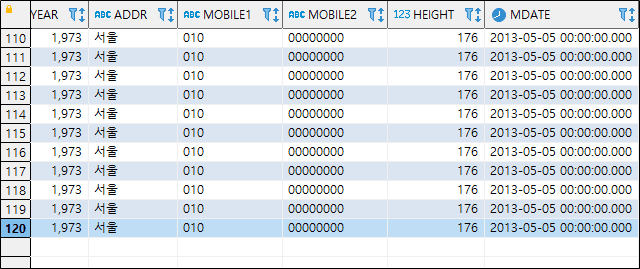 YEAR ABC ADDR ABC MOBILE1 ABC MOBILE2 123 HEIGHT MDATE
110 1,973 서울 010 00000000 176 2013-05-05 00:00:00.000
111 1,973 서울 010 00000000 176 2013-05-05 00:00:00.000
112 1,973 서울 010 00000000 176 2013-05-05 00:00:00.000
113 1,973 서울 010 00000000 176 2013-05-05 00:00:00.000
114 1,973 서울 010 00000000 176 2013-05-05 00:00:00.000
115 1,973 서울 010 00000000 176 2013-05-05 00:00:00.000
116 1,973 서울 010 00000000 176 2013-05-05 00:00:00.000
117 1,973 서울 010 00000000 176 2013-05-05 00:00:00.000
118 1,973 서울 010 00000000 176 2013-05-05 00:00:00.000
119 1,973 서울 010 00000000 176 2013-05-05 00:00:00.000
120 1,973 서울 010 00000000 176 2013-05-05 00:00:00.000